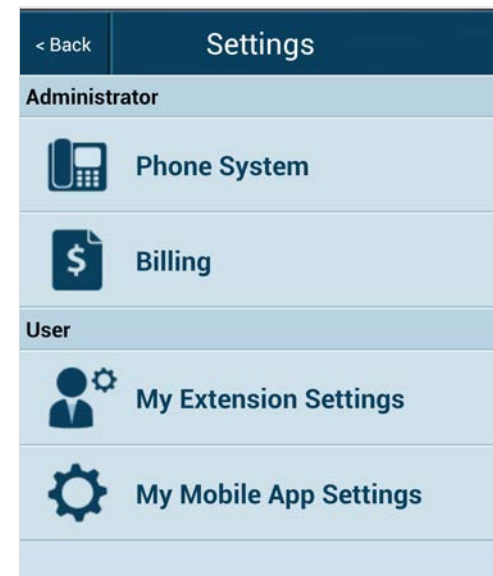 < Back
Settings
Administrator
Phone System
$
Billing
User
My Extension Settings
My Mobile App Settings